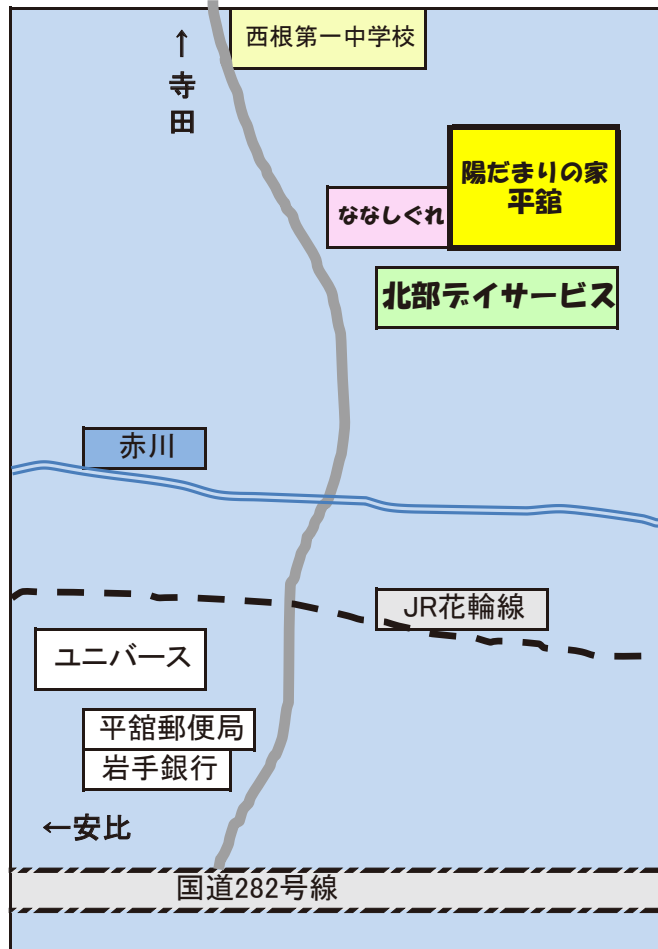 西根第一中学校
↑
寺
田
陽だまりの家
平舘
ななしぐれ
北部デイサービス
赤川
JR花輪線
ユニバース
平舘郵便局
岩手銀行
←安比
国道282号線